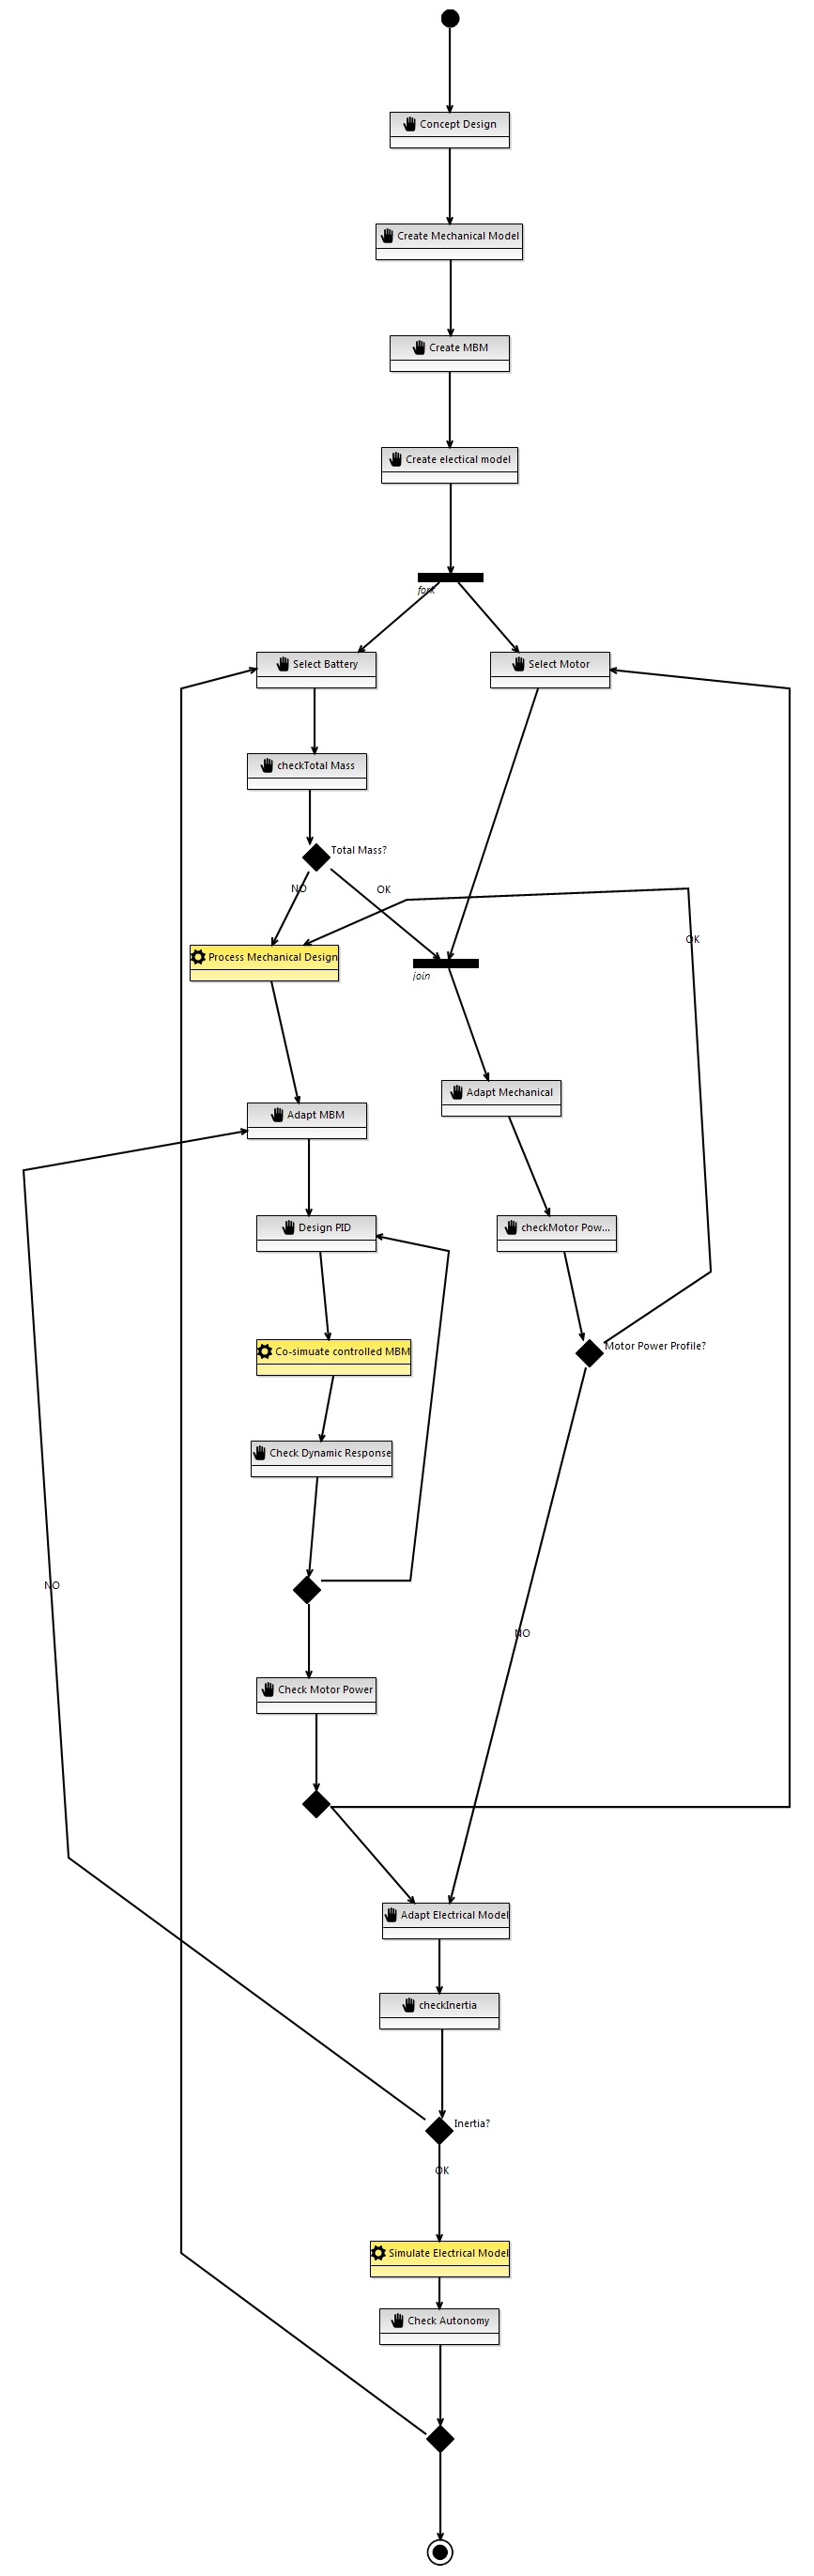 Concept Design
Create Mechanical Model
Create MBM
Create electical model
fork
Select Battery
Select Motor
checkTotal Mass
Total Mass?
NO
OK
OK
Process Mechanical Design
join
Adapt Mechanical
Adapt MBM
Design PID
checkMotor Pow...
Co-simuate controlled MBM
Motor Power Profile?
Check Dynamic Response
NO
NO
Check Motor Power
Adapt Electrical Model
checkInertia
Inertia?
OK
Simulate Electrical Model
Check Autonomy